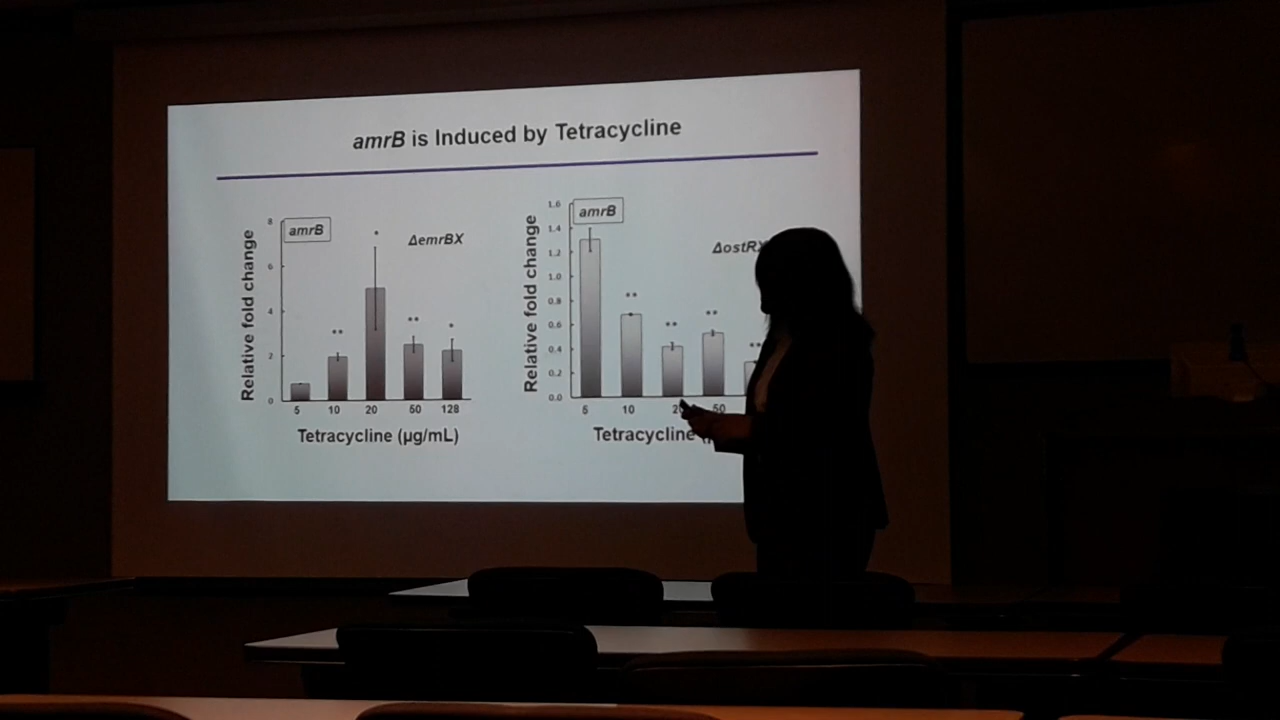 amrB is Induced by Tetracycline
amrB
ΔemrBX
Relative fold change
8
6
4
2
0
*
**
**
*
5 10 20 50 128
Tetracycline (µg/mL)
amrB
ΔostR
Relative fold change
1.6
1.4
1.2
1.0
0.8
0.6
0.4
0.2
0.0
**
**
**
**
5 10 20 50
Tetracycline